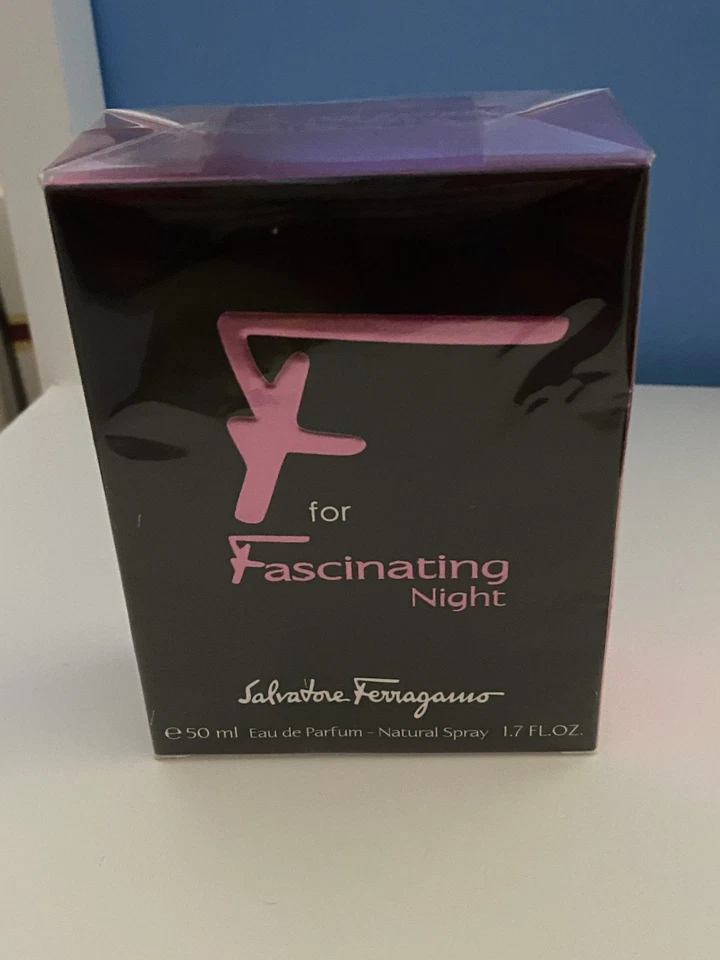 F
for
Fascinating
Night
Salvatore Ferragamo
℮ 50 ml Eau de Parfum - Natural Spray 1.7 FL.OZ.